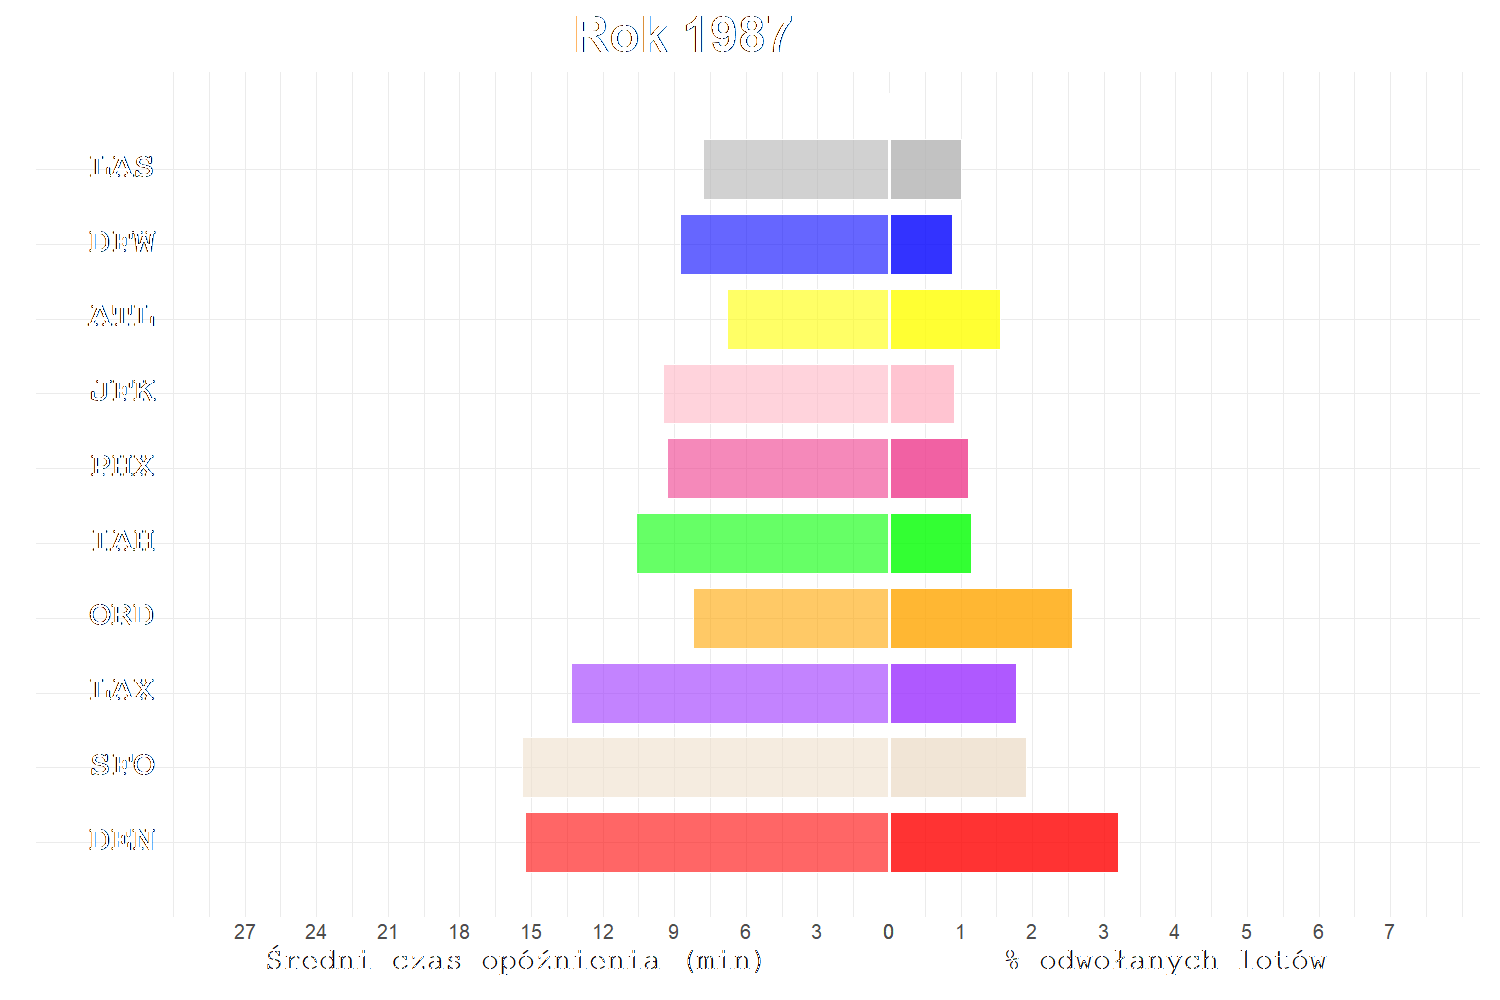 Rok 1987
LAS
DFW
ATL
JFK
PHX
IAH
ORD
LAX
SFO
DEN
27 24 21 18 15 12 9 6 3 0 1 2 3 4 5 6 7
Średni czas opóźnienia (min) % odwołanych lotów